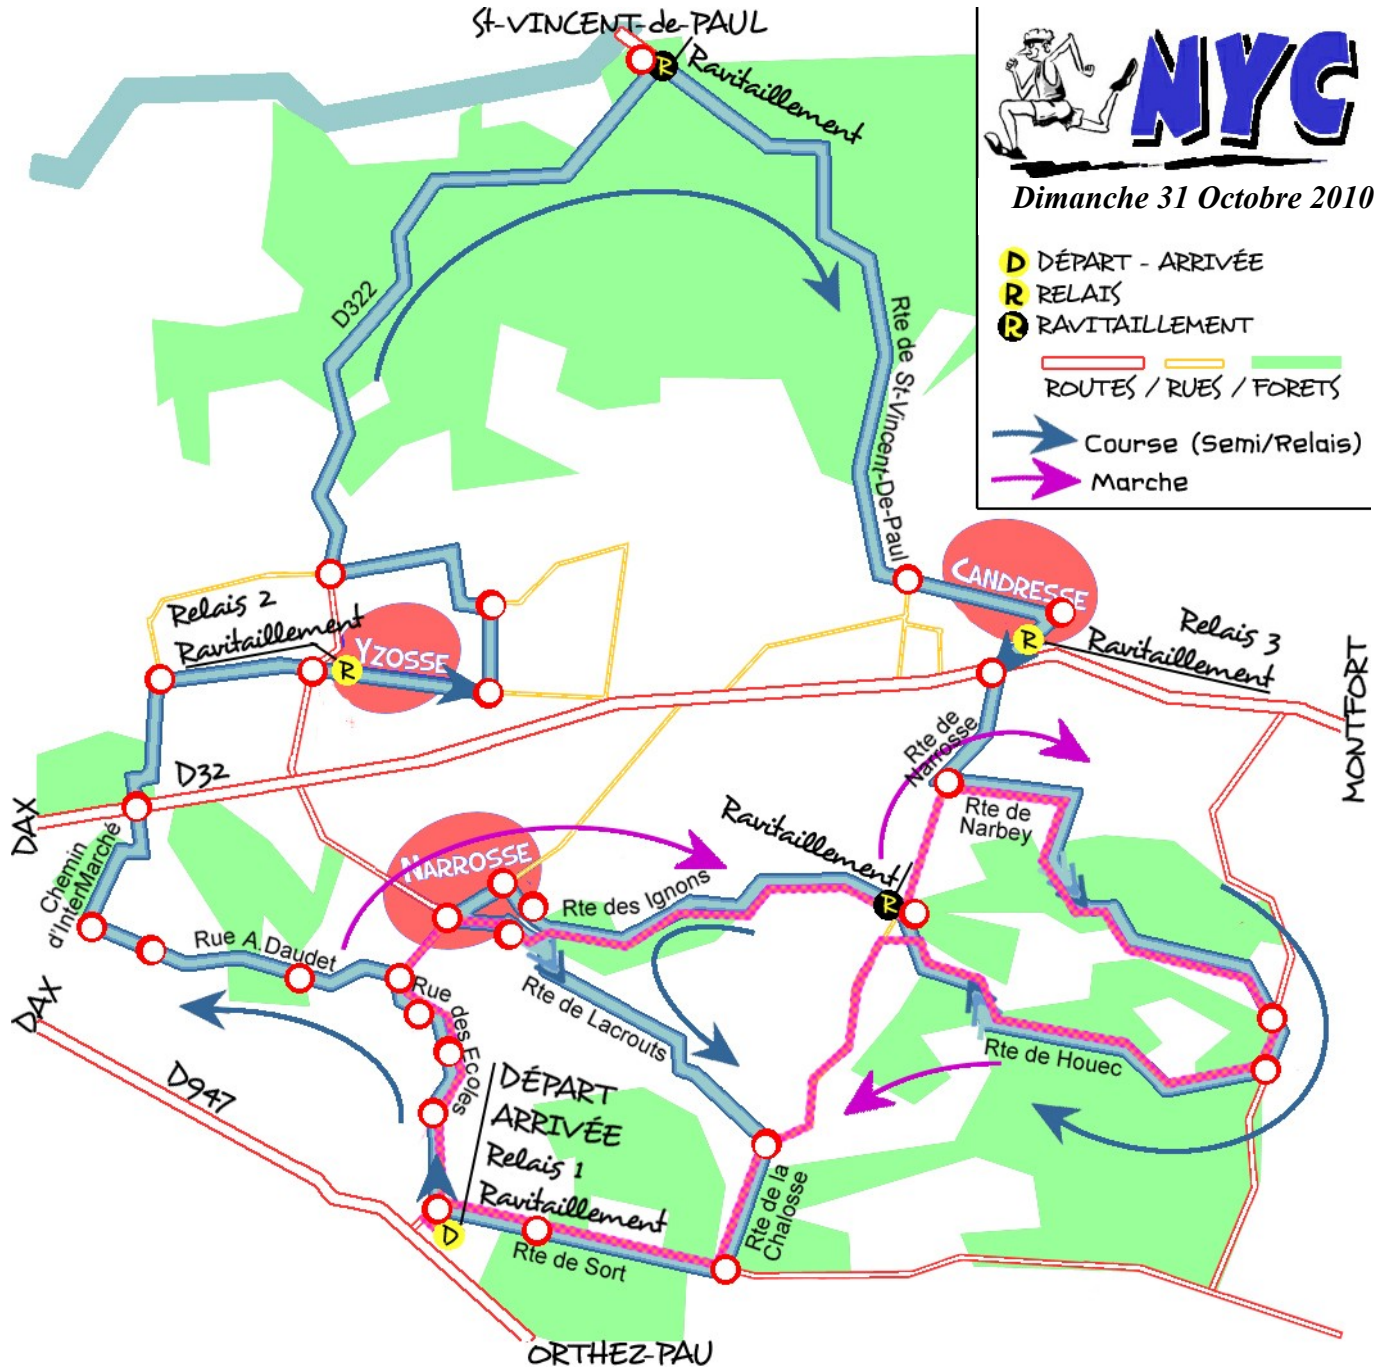 St-VINCENT-de-PAUL
R
Ravitaillement
NYC
Dimanche 31 Octobre 2010
D DÉPART - ARRIVÉE
R RELAIS
R RAVITAILLEMENT
ROUTES / RUES / FORETS
Course (Semi/Relais)
Marche
D322
Rte de St-Vincent-De-Paul
CANDRESSE
R
Relais 3
Ravitaillement
MONTFORT
Relais 2
Ravitaillement
YZOSSE
R
D32
DAX
Rte de
Narrosse
Rte de
Narbey
Ravitaillement
R
NARROSSE
Rte des Ignons
Chemin
d'InterMarché
Rue A.Daudet
Rue des Ecoles
Rte de Lacrouts
Rte de Houec
DAX
D947
DÉPART
ARRIVÉE
Relais 1
Ravitaillement
D
Rte de Sort
Rte de la
Chalosse
ORTHEZ-PAU